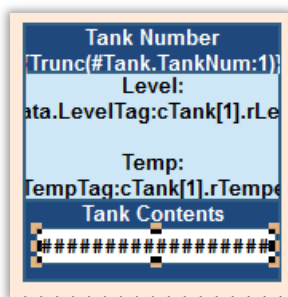 Tank Number
{Trunc(#Tank.TankNum:1)}
Level:
ata.LevelTag:cTank[1].rLe
Temp:
TempTag:cTank[1].rTempe
Tank Contents
##################